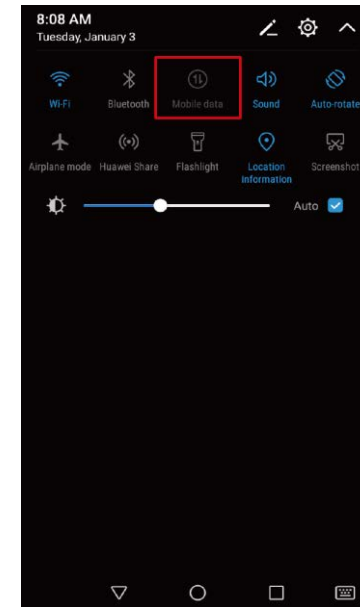 8:08 AM
Tuesday, January 3
Wi-Fi Bluetooth Mobile data Sound Auto-rotate
Airplane mode Huawei Share Flashlight Location Information Screenshot
Auto